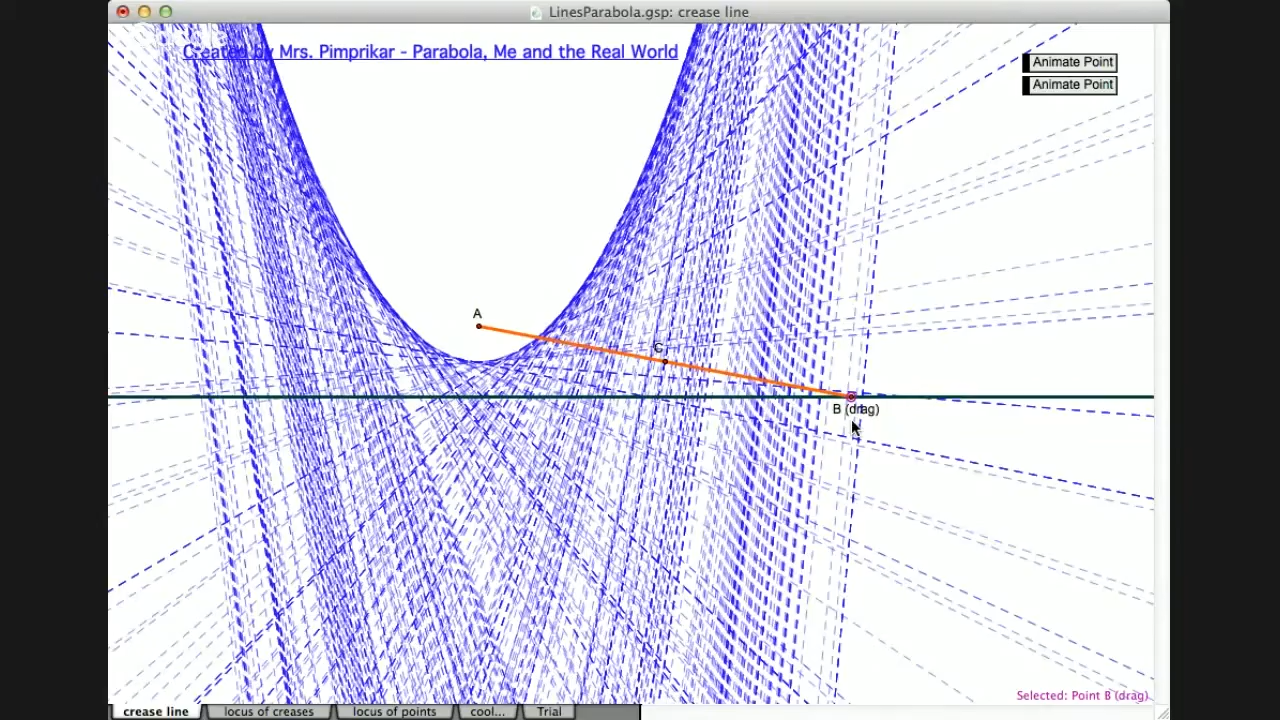 LinesParabola.gsp: crease line
Created by Mrs. Pimprikar - Parabola, Me and the Real World
Animate Point
Animate Point
A
C
B (drag)
Selected: Point B (drag)
crease line
locus of creases
locus of points
cool...
Trial